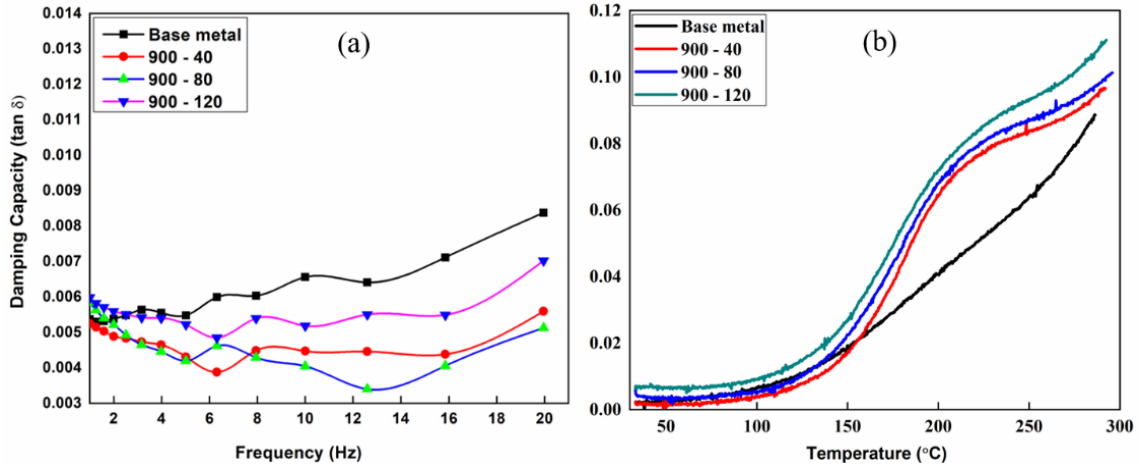 (a)
Base metal
900 - 40
900 - 80
900 - 120
Damping Capacity (tan δ)
0.014
0.013
0.012
0.011
0.010
0.009
0.008
0.007
0.006
0.005
0.004
0.003
2 4 6 8 10 12 14 16 18 20
Frequency (Hz)
(b)
Base metal
900 - 40
900 - 80
900 - 120
0.12
0.10
0.08
0.06
0.04
0.02
0.00
50 100 150 200 250 300
Temperature (°C)